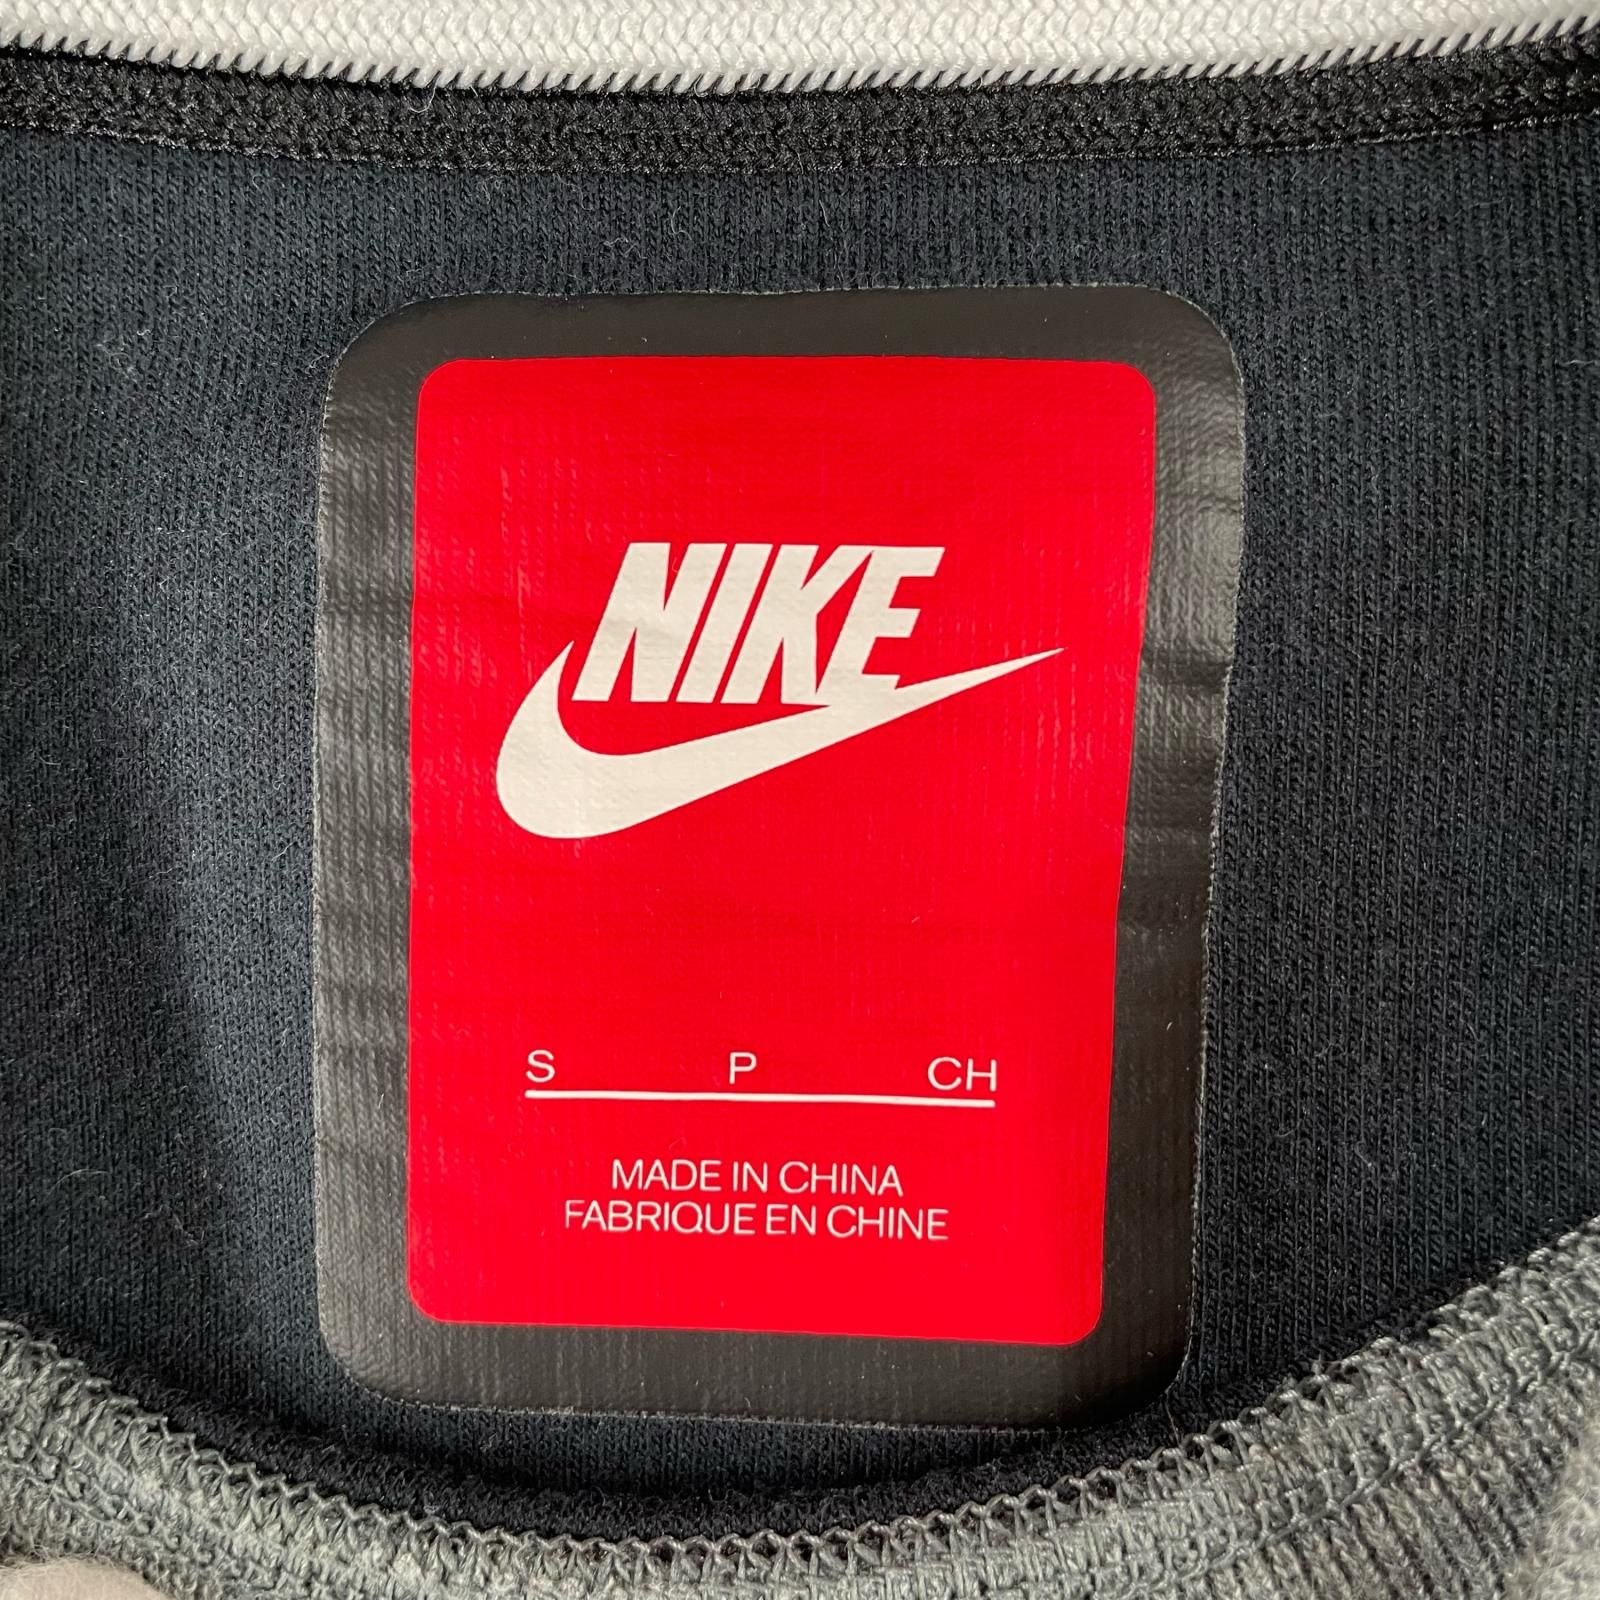 NIKE
S P CH
MADE IN CHINA
FABRIQUE EN CHINE